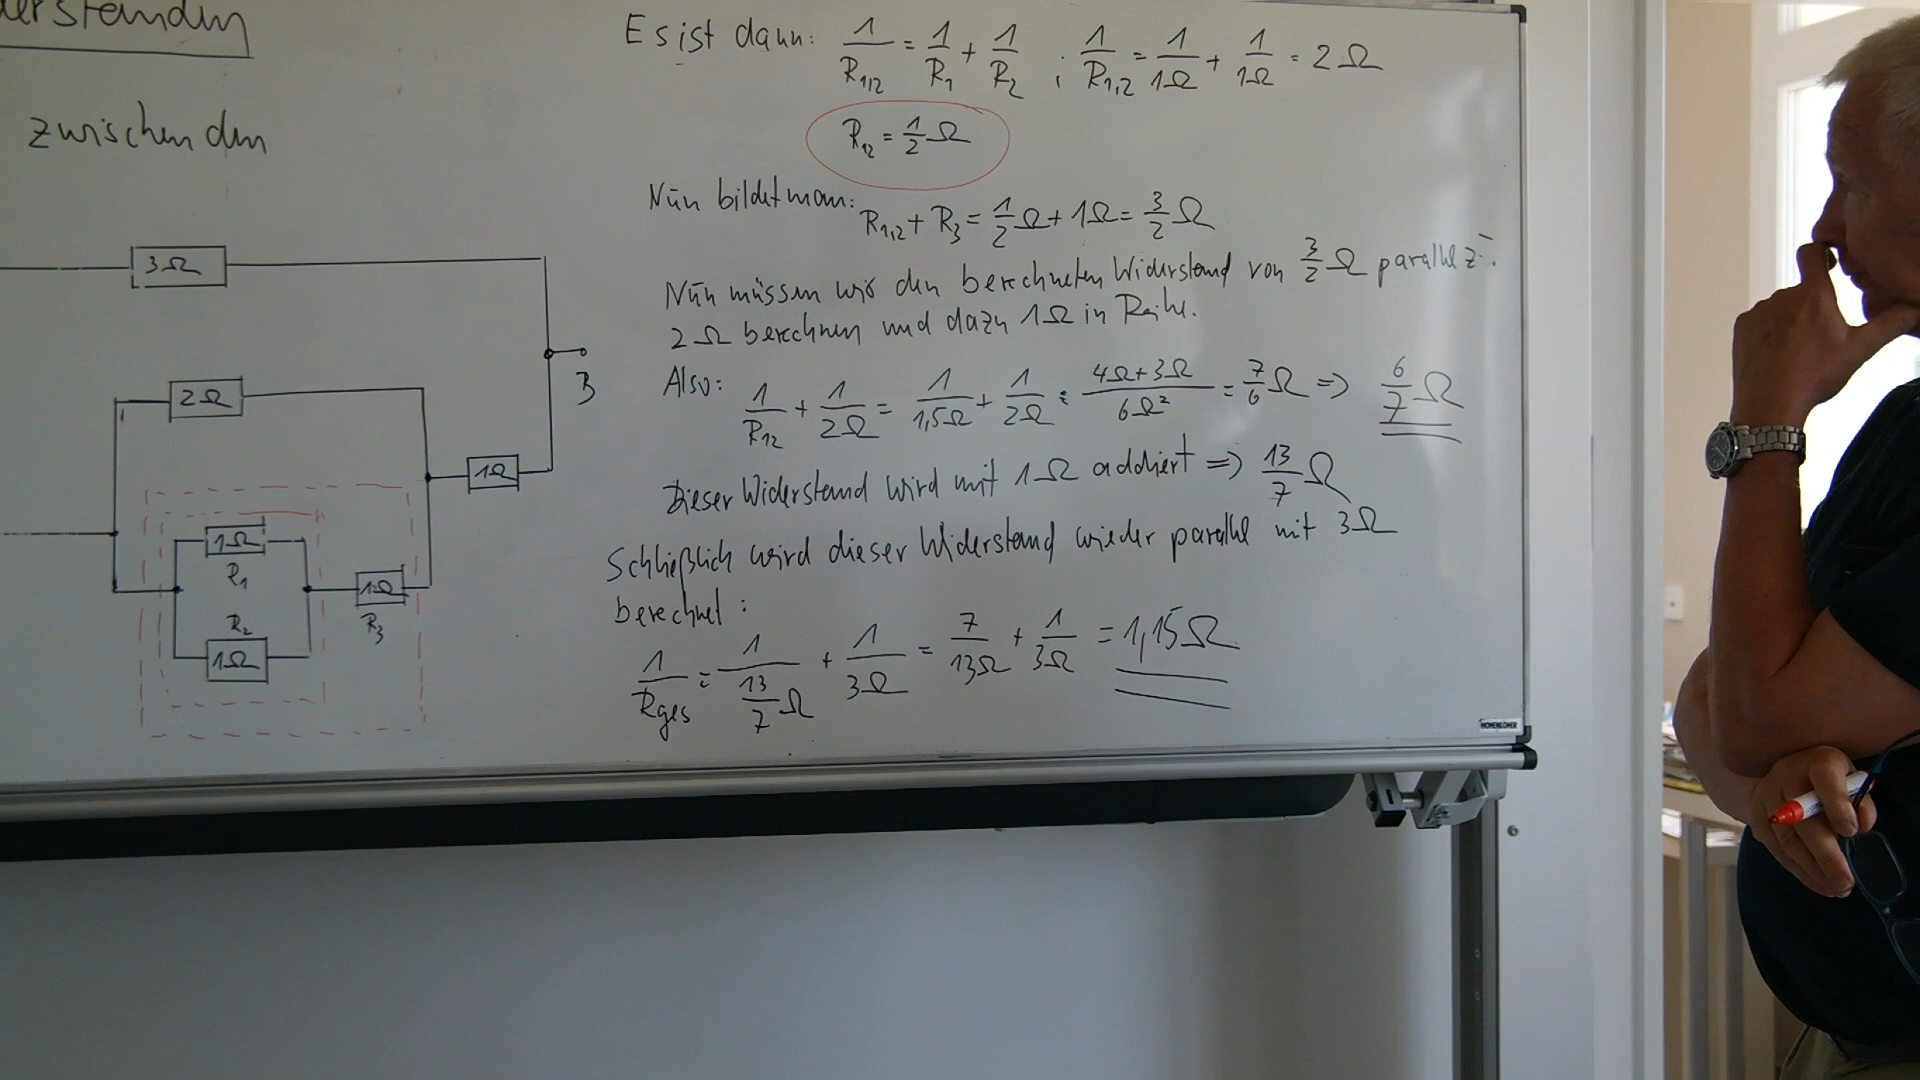 zwischen den
3Ω
B
2Ω
1Ω
1Ω
R₁
1Ω
R₃
R₂
1Ω
Es ist dann: 1/R₁,₂ = 1/R₁ + 1/R₂ ; 1/R₁,₂ = 1/1Ω + 1/1Ω = 2Ω
R₁₂ = 1/2 Ω
Nun bildet man: R₁,₂ + R₃ = 1/2 Ω + 1Ω = 3/2 Ω
Nun müssen wir den berechneten Widerstand von 3/2 Ω parallel zu
2Ω berechnen und dazu 1Ω in Reihe.
Also: 1/R₁₂ + 1/2Ω = 1/1,5Ω + 1/2Ω = 4Ω+3Ω/6Ω² = 7/6 Ω ⇒ 6/7 Ω
Dieser Widerstand wird mit 1Ω addiert ⇒ 13/7 Ω
Schließlich wird dieser Widerstand wieder parallel mit 3Ω
berechnet:
1/Rges = 1/(13/7 Ω) + 1/3Ω = 7/13Ω + 1/3Ω = 1,15Ω
HOHENLOHER